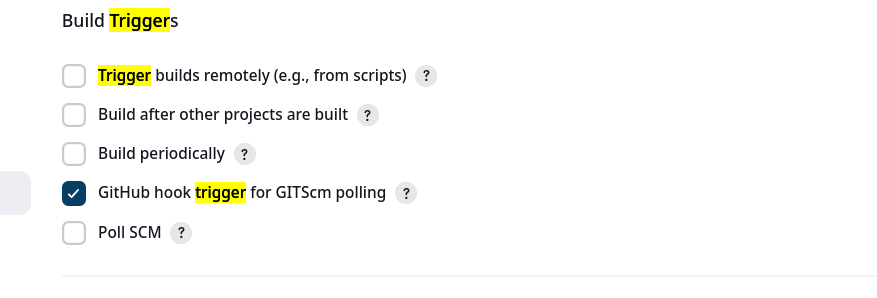 Build Triggers
Trigger builds remotely (e.g., from scripts) ?
Build after other projects are built ?
Build periodically ?
GitHub hook trigger for GITScm polling ?
Poll SCM ?